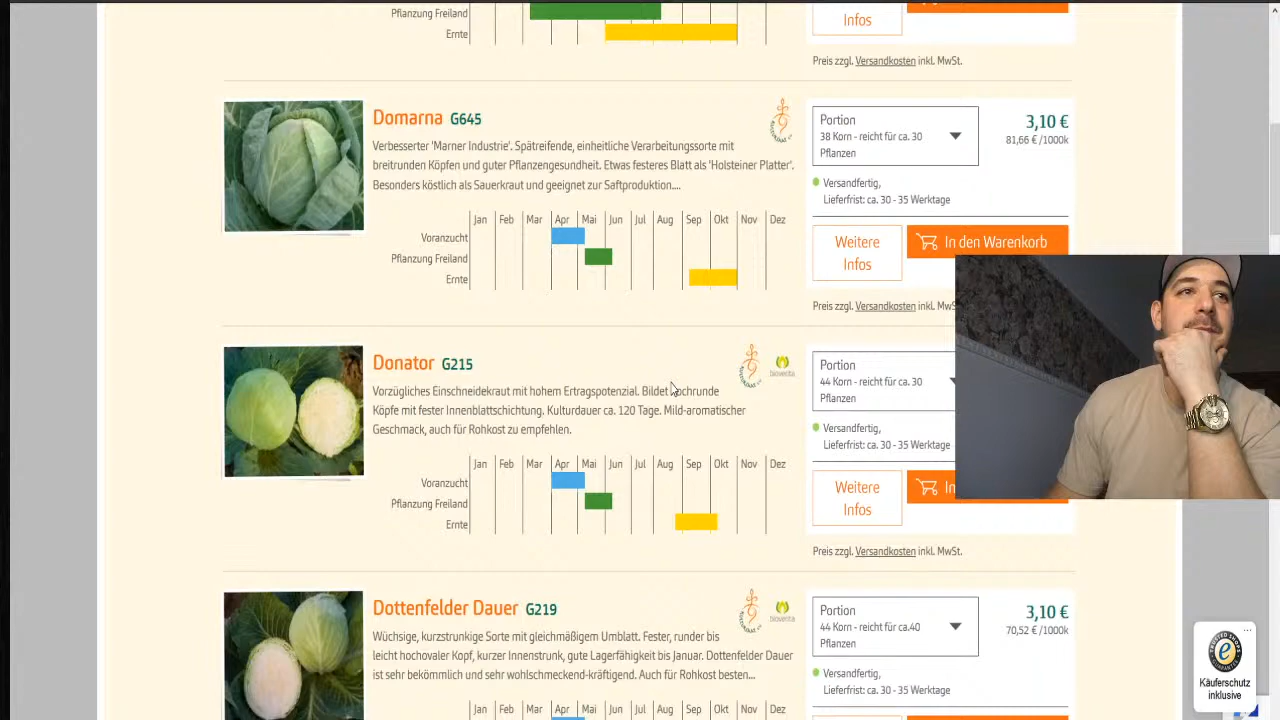 Pflanzung Freiland
Ernte
Infos
Preis zzgl. Versandkosten inkl. MwSt.
Domarna G645
Verbesserter 'Marner Industrie'. Spätreifende, einheitliche Verarbeitungssorte mit
breitrunden Köpfen und guter Pflanzengesundheit. Etwas festeres Blatt als 'Holsteiner Platter'.
Besonders köstlich als Sauerkraut und geeignet zur Saftproduktion....
Jan Feb Mar Apr Mai Jun Jul Aug Sep Okt Nov Dez
Voranzucht
Pflanzung Freiland
Ernte
Portion
38 Korn - reicht für ca. 30
Pflanzen
3,10 €
81,66 € /1000k
Versandfertig,
Lieferfrist: ca. 30 - 35 Werktage
Weitere
Infos
In den Warenkorb
Preis zzgl. Versandkosten inkl. MwS
Donator G215
bioverita
Vorzügliches Einschneidekraut mit hohem Ertragspotenzial. Bildet hochrunde
Köpfe mit fester Innenblattschichtung. Kulturdauer ca. 120 Tage. Mild-aromatischer
Geschmack, auch für Rohkost zu empfehlen.
Jan Feb Mar Apr Mai Jun Jul Aug Sep Okt Nov Dez
Voranzucht
Pflanzung Freiland
Ernte
Portion
44 Korn - reicht für ca. 30
Pflanzen
Versandfertig,
Lieferfrist: ca. 30 - 35 Werktage
Weitere
Infos
In
Preis zzgl. Versandkosten inkl. MwSt.
Dottenfelder Dauer G219
bioverita
Wüchsige, kurzstrunkige Sorte mit gleichmäßigem Umblatt. Fester, runder bis
leicht hochovaler Kopf, kurzer Innenstrunk, gute Lagerfähigkeit bis Januar. Dottenfelder Dauer
ist sehr bekömmlich und sehr wohlschmeckend-kräftigend. Auch für Rohkost besten...
Jan Feb Mar Apr Mai Jun Jul Aug Sep Okt Nov Dez
Portion
44 Korn - reicht für ca.40
Pflanzen
3,10 €
70,52 € /1000k
Versandfertig,
Lieferfrist: ca. 30 - 35 Werktage
Käuferschutz
inklusive